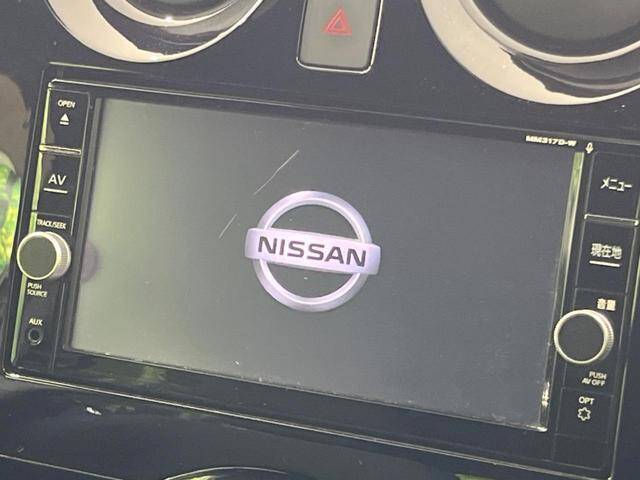 OPEN
MM317D-W
AV
メニュー
TRACK/SEEK
NISSAN
現在地
PUSH
SOURCE
音量
AUX
PUSH
AV OFF
OPT